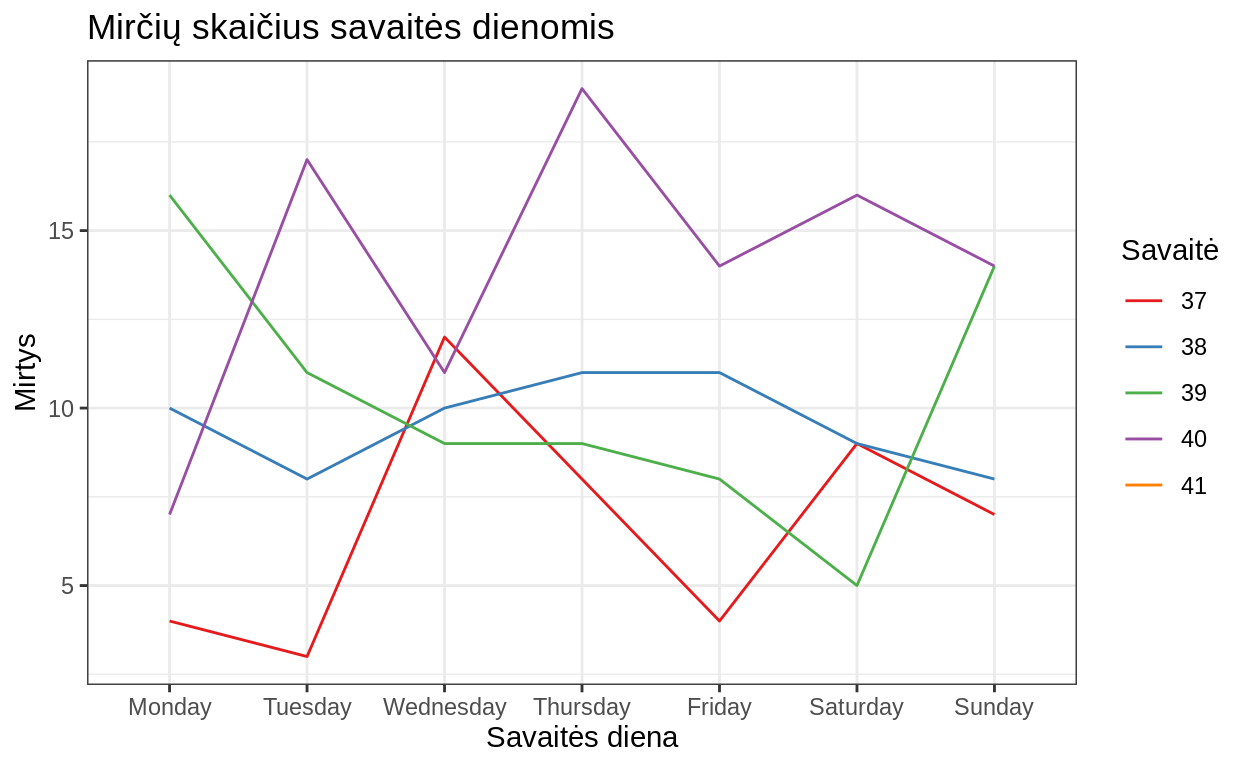 Mirčių skaičius savaitės dienomis
Mirtys
15
10
5
Monday Tuesday Wednesday Thursday Friday Saturday Sunday
Savaitės diena
Savaitė
37
38
39
40
41